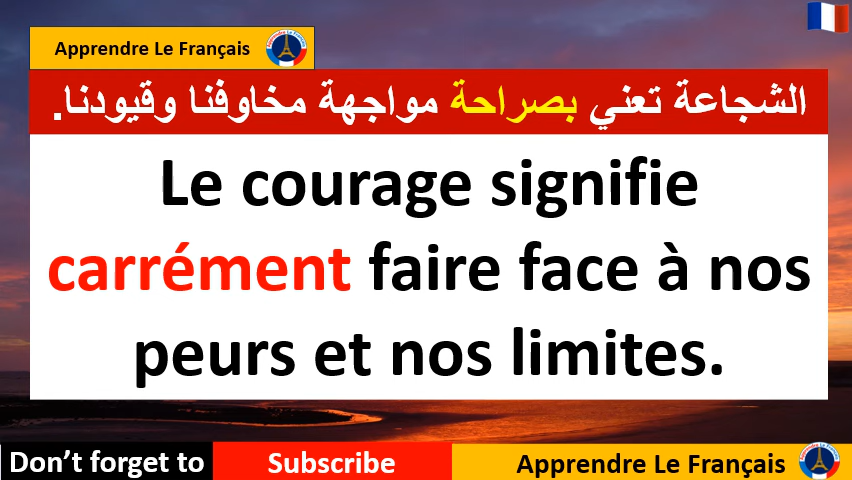 Apprendre Le Français
الشجاعة تعني بصراحة مواجهة مخاوفنا وقيودنا.
Le courage signifie
carrément faire face à nos
peurs et nos limites.
Don’t forget to Subscribe Apprendre Le Français